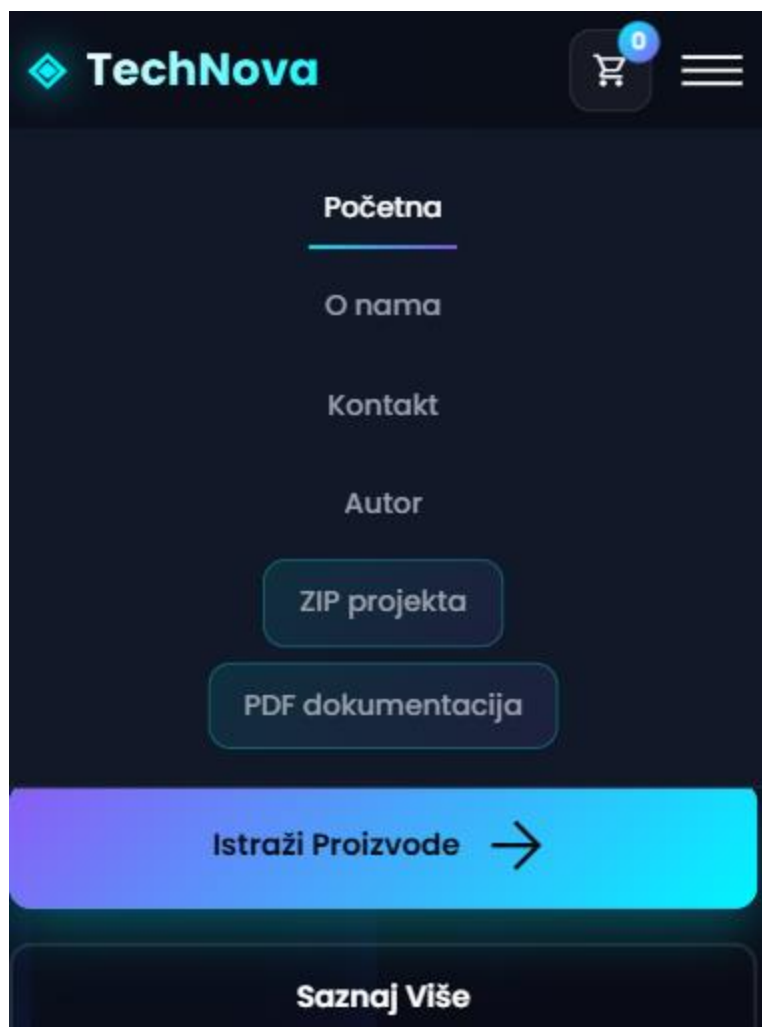 TechNova
0
Početna
O nama
Kontakt
Autor
ZIP projekta
PDF dokumentacija
Istraži Proizvode
Saznaj Više